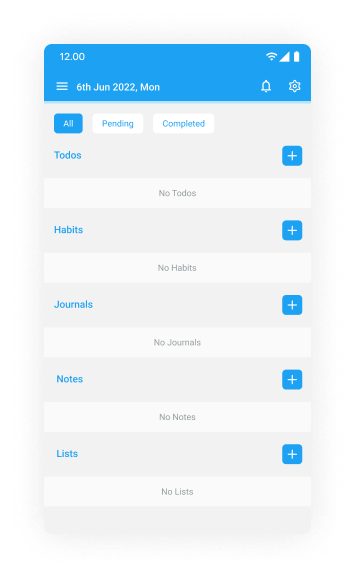 12.00
6th Jun 2022, Mon
All Pending Completed
Todos
No Todos
Habits
No Habits
Journals
No Journals
Notes
No Notes
Lists
No Lists